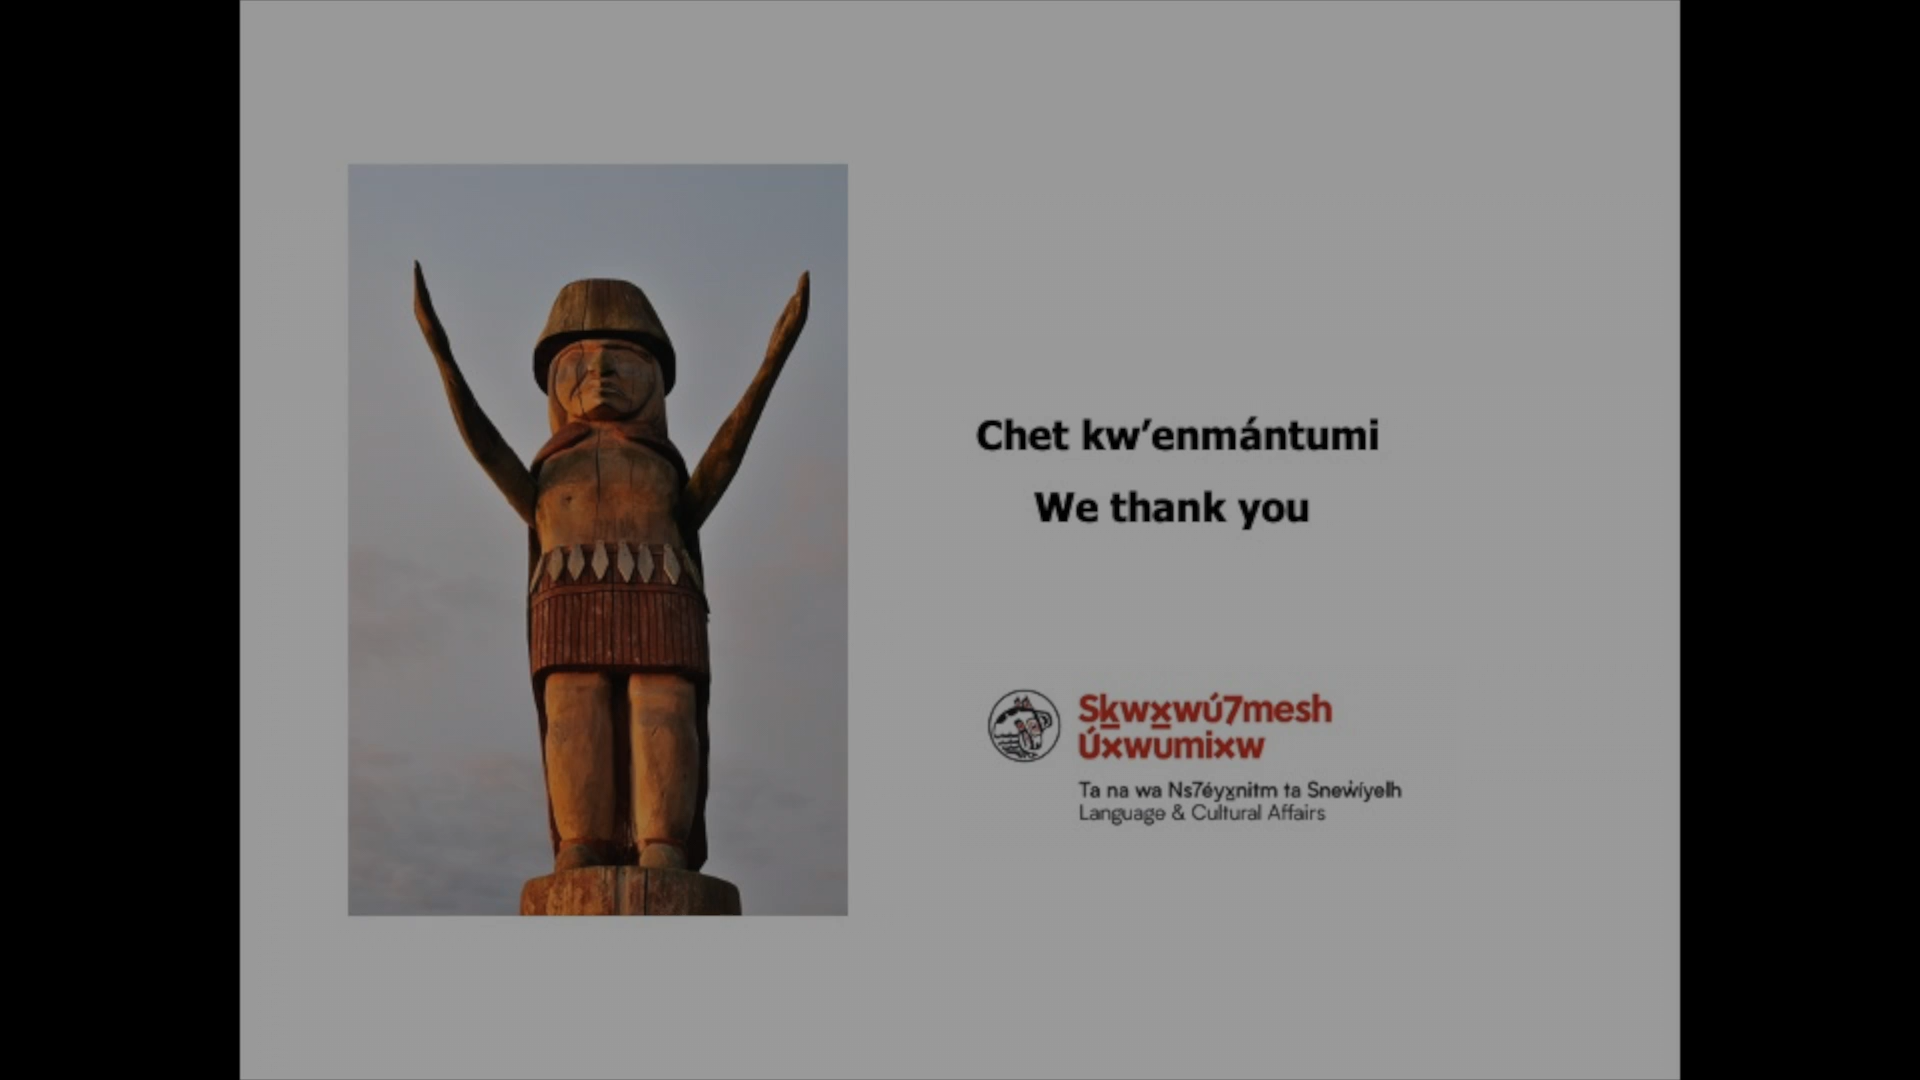 Chet kw’enmántumi
We thank you
Sḵwx̱wú7mesh
Úxwumixw
Ta na wa Ns7éyx̱nitm ta Snew̓íyelh
Language & Cultural Affairs